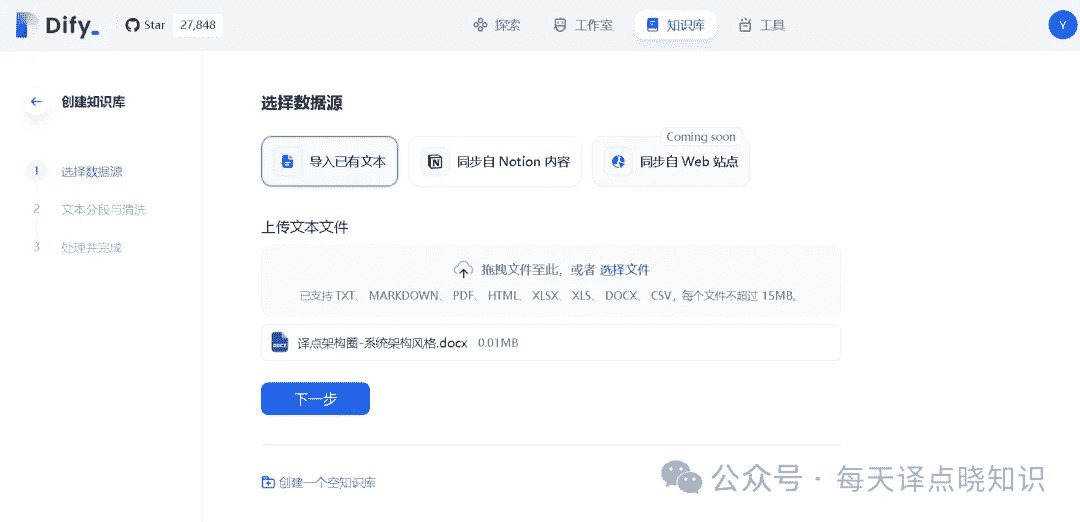 Dify_ Star 27,848 探索 工作室 知识库 工具 Y
创建知识库
1 选择数据源
2 文本分段与清洗
3 处理并完成
选择数据源
Coming soon
导入已有文本 同步自 Notion 内容 同步自 Web 站点
上传文本文件
拖拽文件至此，或者 选择文件
已支持 TXT、 MARKDOWN、 PDF、 HTML、 XLSX、 XLS、 DOCX、 CSV，每个文件不超过 15MB。
DOCX 译点架构圈-系统架构风格.docx 0.01MB
下一步
创建一个空知识库
公众号 · 每天译点晓知识